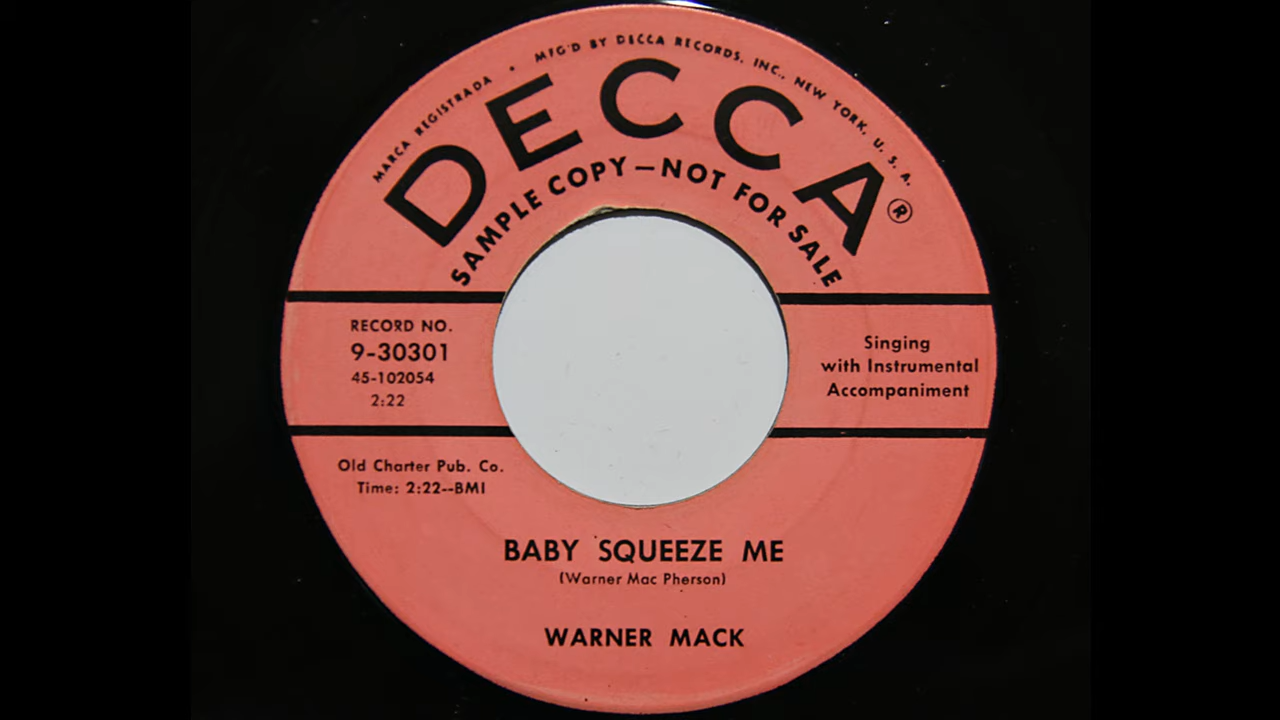 MARCA REGISTRADA • MFG'D BY DECCA RECORDS, INC., NEW YORK, U. S. A.
DECCA®
SAMPLE COPY—NOT FOR SALE
RECORD NO.
9-30301
45-102054
2:22
Singing
with Instrumental
Accompaniment
Old Charter Pub. Co.
Time: 2:22--BMI
BABY SQUEEZE ME
(Warner Mac Pherson)
WARNER MACK